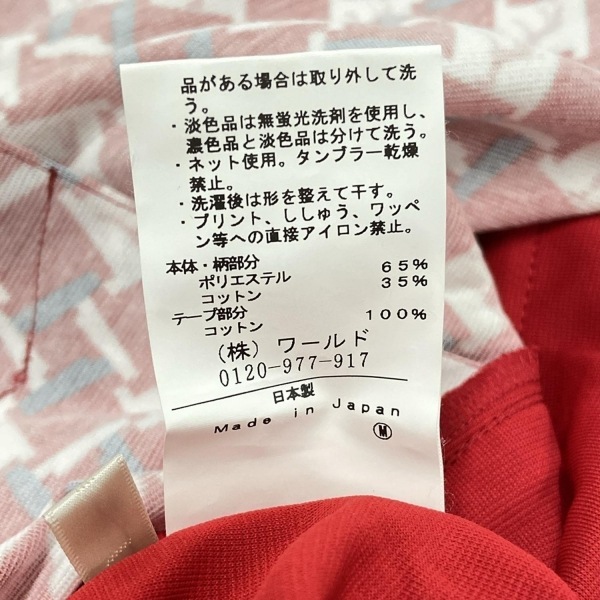 品がある場合は取り外して洗
う。
・淡色品は無蛍光洗剤を使用し、
濃色品と淡色品は分けて洗う。
・ネット使用。タンブラー乾燥
禁止。
・洗濯後は形を整えて干す。
・プリント、ししゅう、ワッペ
ン等への直接アイロン禁止。
本体・柄部分
ポリエステル 65%
コットン 35%
テープ部分
コットン 100%
(株) ワールド
0120-977-917
日本製
Made in Japan
M